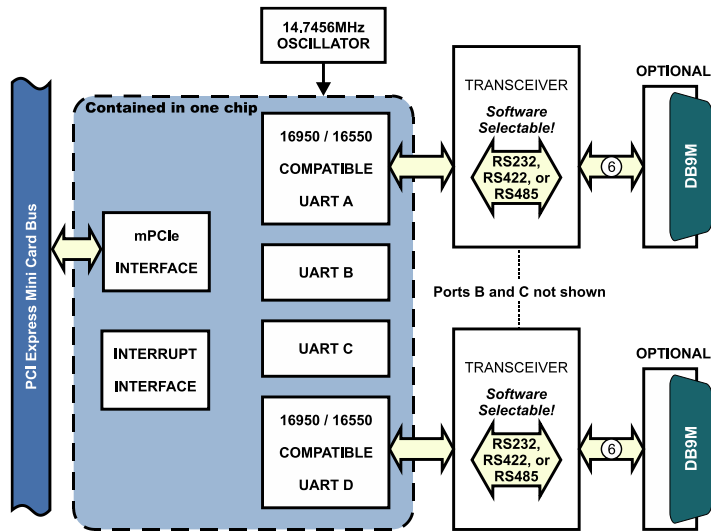 14.7456MHz
OSCILLATOR
PCI Express Mini Card Bus
Contained in one chip
16950 / 16550
COMPATIBLE
UART A
mPCIe
INTERFACE
UART B
UART C
INTERRUPT
INTERFACE
16950 / 16550
COMPATIBLE
UART D
TRANSCEIVER
Software
Selectable!
RS232,
RS422, or
RS485
6
OPTIONAL
DB9M
Ports B and C not shown
TRANSCEIVER
Software
Selectable!
RS232,
RS422, or
RS485
6
OPTIONAL
DB9M